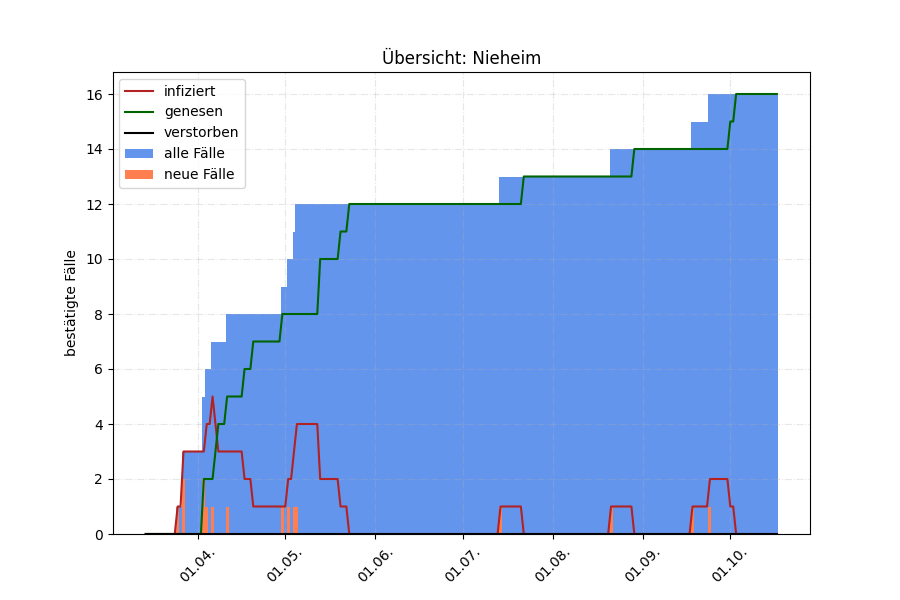 Übersicht: Nieheim
infiziert
genesen
verstorben
alle Fälle
neue Fälle
bestätigte Fälle
16
14
12
10
8
6
4
2
0
01.04.
01.05.
01.06.
01.07.
01.08.
01.09.
01.10.